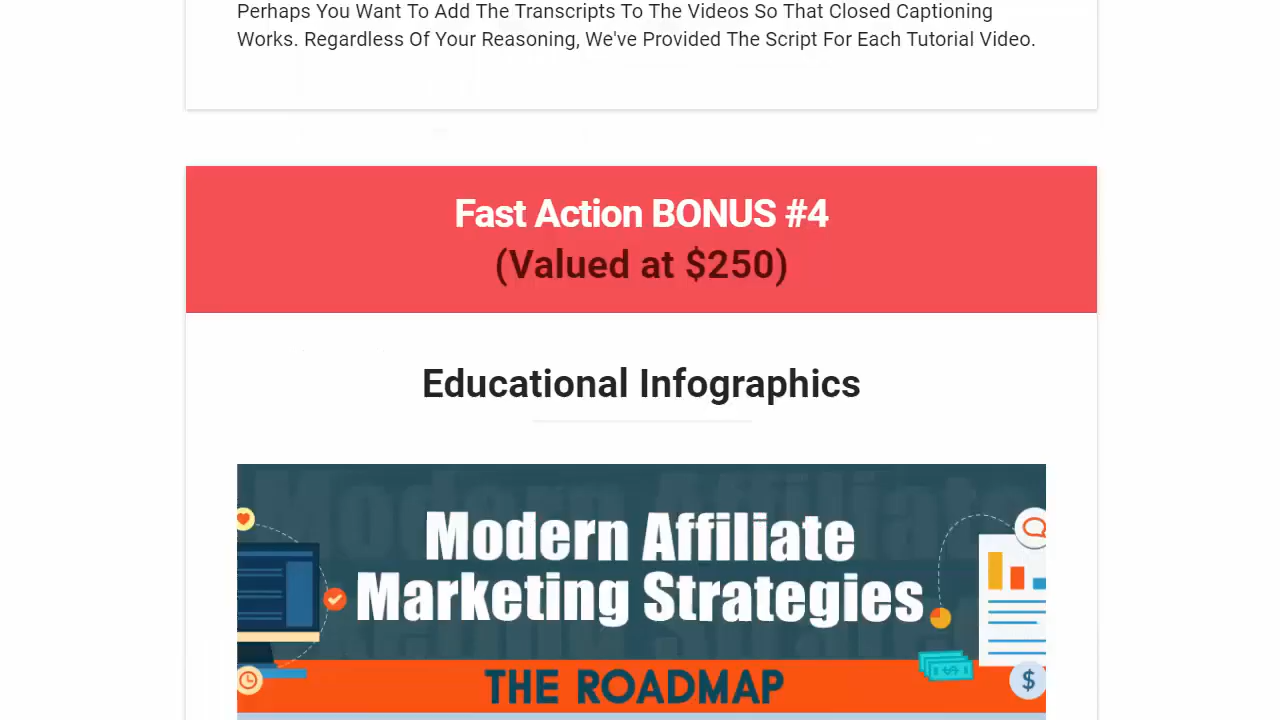 Perhaps You Want To Add The Transcripts To The Videos So That Closed Captioning
Works. Regardless Of Your Reasoning, We've Provided The Script For Each Tutorial Video.
Fast Action BONUS #4
(Valued at $250)
Educational Infographics
Modern Affiliate
Marketing Strategies
THE ROADMAP